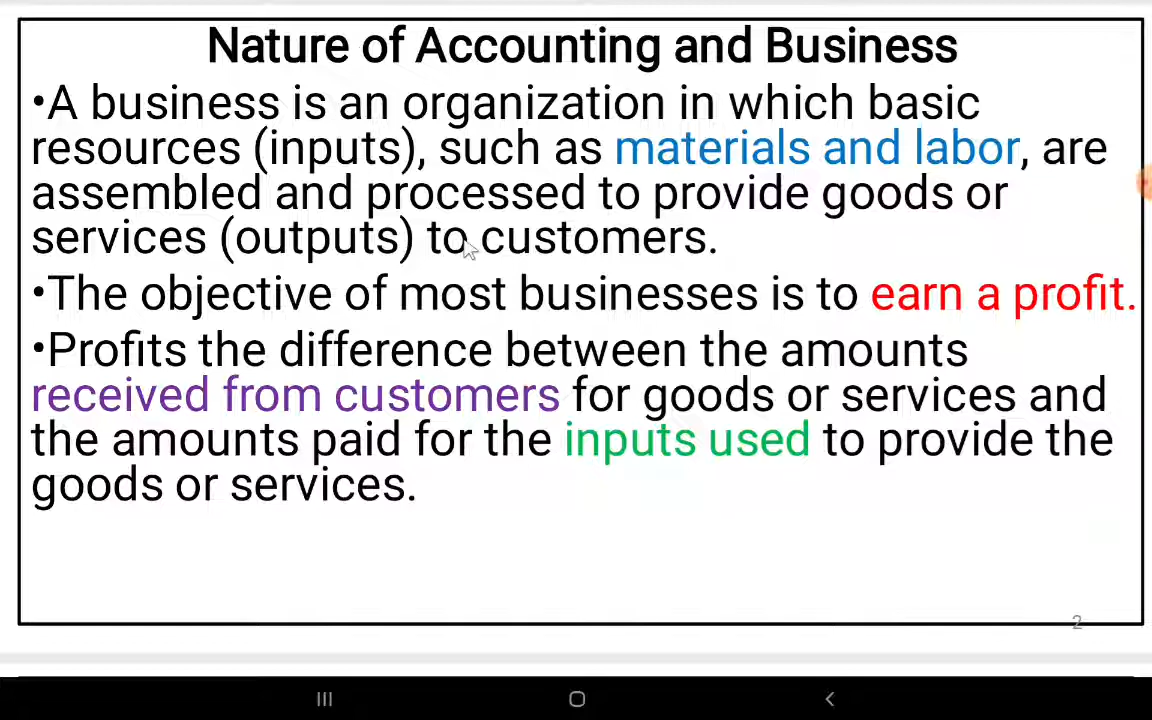 Nature of Accounting and Business
•A business is an organization in which basic
resources (inputs), such as materials and labor, are
assembled and processed to provide goods or
services (outputs) to customers.
•The objective of most businesses is to earn a profit.
•Profits the difference between the amounts
received from customers for goods or services and
the amounts paid for the inputs used to provide the
goods or services.
2